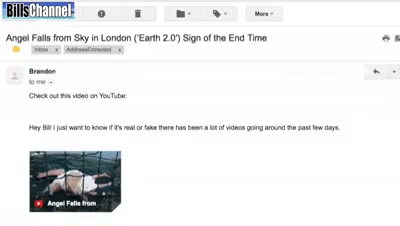 BillsChannel
More
Angel Falls from Sky in London ('Earth 2.0') Sign of the End Time
Inbox x AddressExtracted x
Brandon
to me
Check out this video on YouTube:
Hey Bill I just want to know if it's real or fake there has been a lot of videos going around the past few days.
Angel Falls from